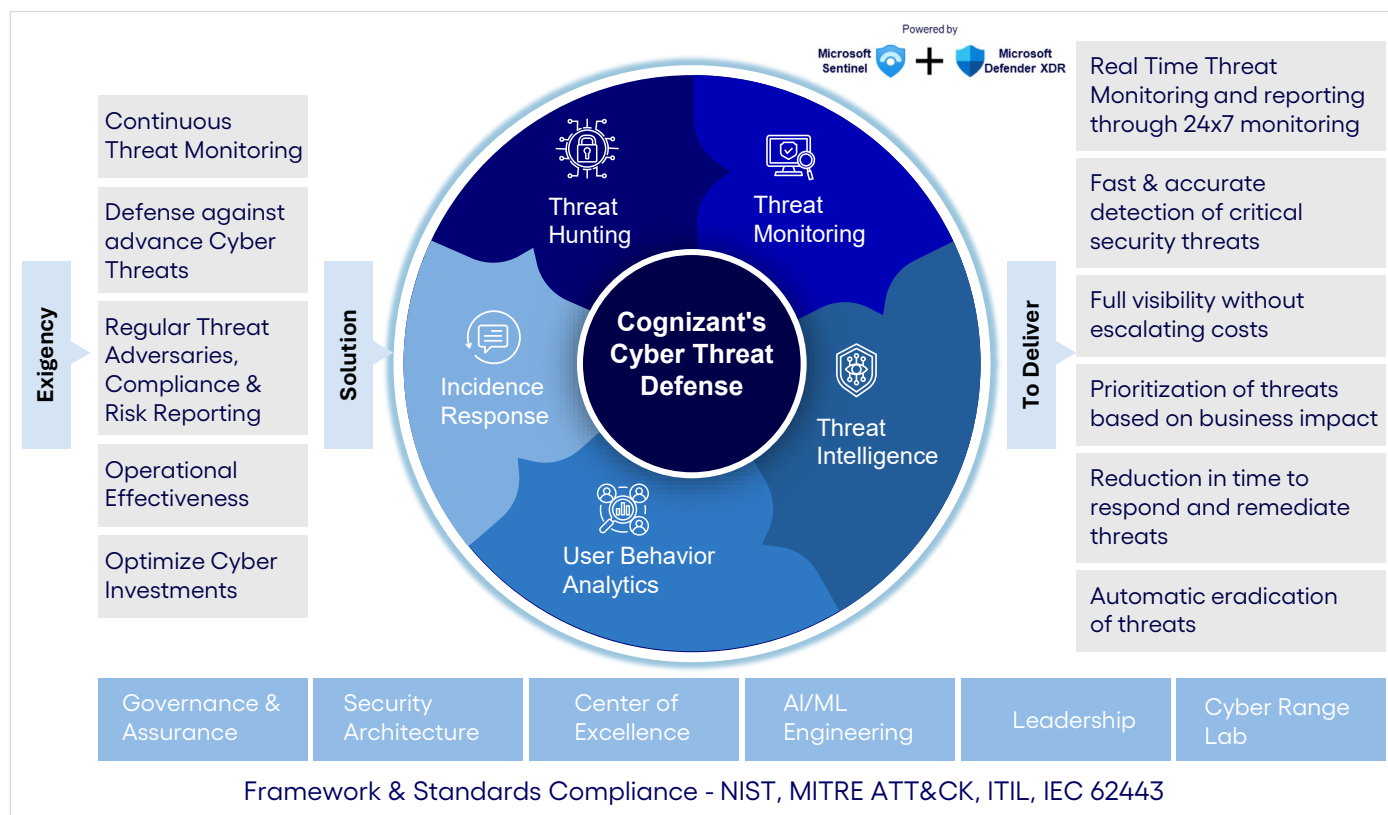 Powered by
Microsoft
Sentinel
Microsoft
Defender XDR
Exigency
Continuous
Threat Monitoring
Defense against
advance Cyber
Threats
Regular Threat
Adversaries,
Compliance &
Risk Reporting
Operational
Effectiveness
Optimize Cyber
Investments
Solution
Threat
Hunting
Threat
Monitoring
Cognizant's
Cyber Threat
Defense
Incidence
Response
Threat
Intelligence
User Behavior
Analytics
To Deliver
Real Time Threat
Monitoring and reporting
through 24x7 monitoring
Fast & accurate
detection of critical
security threats
Full visibility without
escalating costs
Prioritization of threats
based on business impact
Reduction in time to
respond and remediate
threats
Automatic eradication
of threats
Governance &
Assurance
Security
Architecture
Center of
Excellence
AI/ML
Engineering
Leadership
Cyber Range
Lab
Framework & Standards Compliance - NIST, MITRE ATT&CK, ITIL, IEC 62443